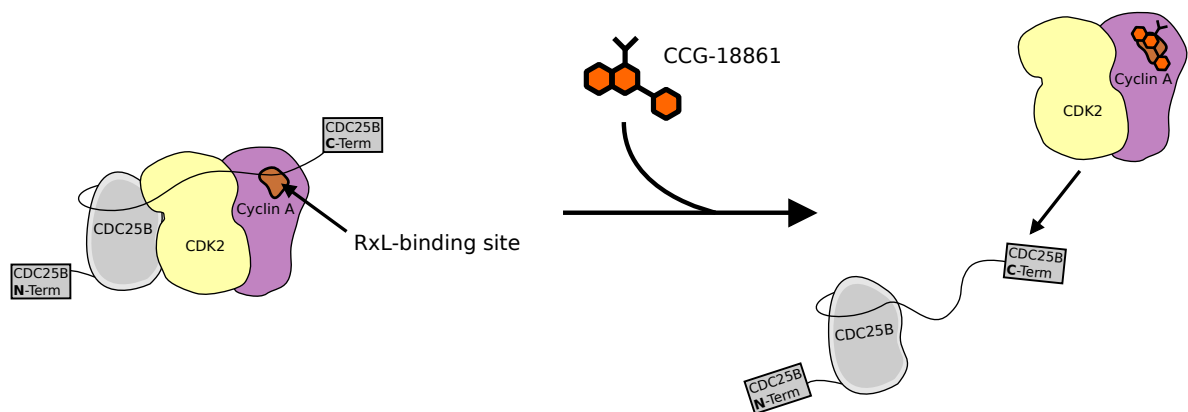 CCG-18861
CDC25B
C-Term
Cyclin A
CDC25B
CDK2
RxL-binding site
CDC25B
N-Term
Cyclin A
CDK2
CDC25B
C-Term
CDC25B
CDC25B
N-Term